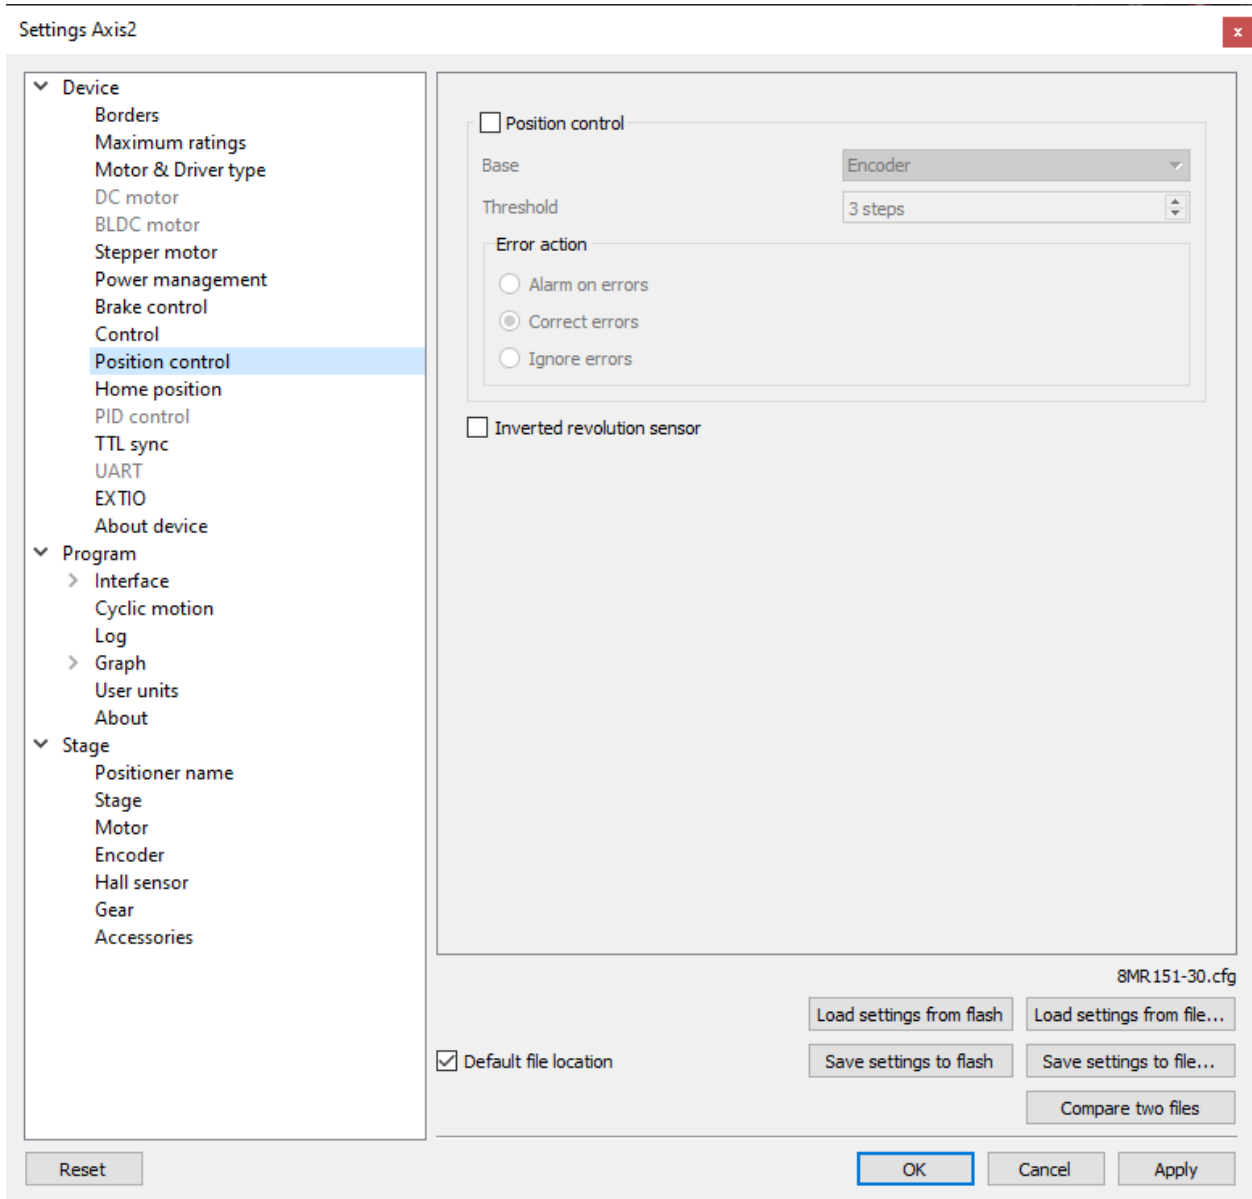 Settings Axis2
x
Device
Borders
Maximum ratings
Motor & Driver type
DC motor
BLDC motor
Stepper motor
Power management
Brake control
Control
Position control
Home position
PID control
TTL sync
UART
EXTIO
About device
Program
Interface
Cyclic motion
Log
Graph
User units
About
Stage
Positioner name
Stage
Motor
Encoder
Hall sensor
Gear
Accessories
Position control
Base Encoder
Threshold 3 steps
Error action
Alarm on errors
Correct errors
Ignore errors
Inverted revolution sensor
8MR151-30.cfg
Load settings from flash Load settings from file...
Default file location Save settings to flash Save settings to file...
Compare two files
Reset OK Cancel Apply